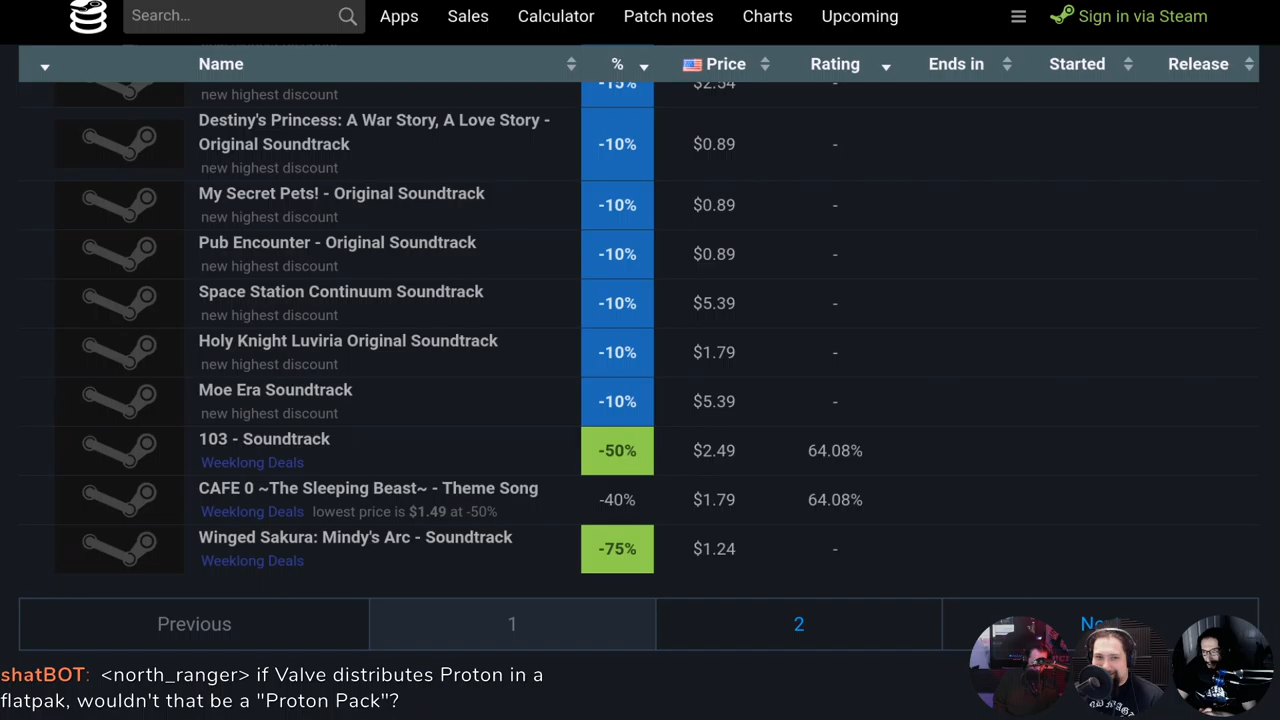 Search...
Apps
Sales
Calculator
Patch notes
Charts
Upcoming
Sign in via Steam
Name
%
Price
Rating
Ends in
Started
Release
new highest discount
-15%
$2.54
Destiny's Princess: A War Story, A Love Story -
Original Soundtrack
new highest discount
-10%
$0.89
-
My Secret Pets! - Original Soundtrack
new highest discount
-10%
$0.89
-
Pub Encounter - Original Soundtrack
new highest discount
-10%
$0.89
-
Space Station Continuum Soundtrack
new highest discount
-10%
$5.39
-
Holy Knight Luviria Original Soundtrack
new highest discount
-10%
$1.79
-
Moe Era Soundtrack
new highest discount
-10%
$5.39
-
103 - Soundtrack
Weeklong Deals
-50%
$2.49
64.08%
CAFE 0 ~The Sleeping Beast~ - Theme Song
Weeklong Deals lowest price is $1.49 at -50%
-40%
$1.79
64.08%
Winged Sakura: Mindy's Arc - Soundtrack
Weeklong Deals
-75%
$1.24
-
Previous
1
2
shatBOT: <north_ranger> if Valve distributes Proton in a
flatpak, wouldn't that be a "Proton Pack"?